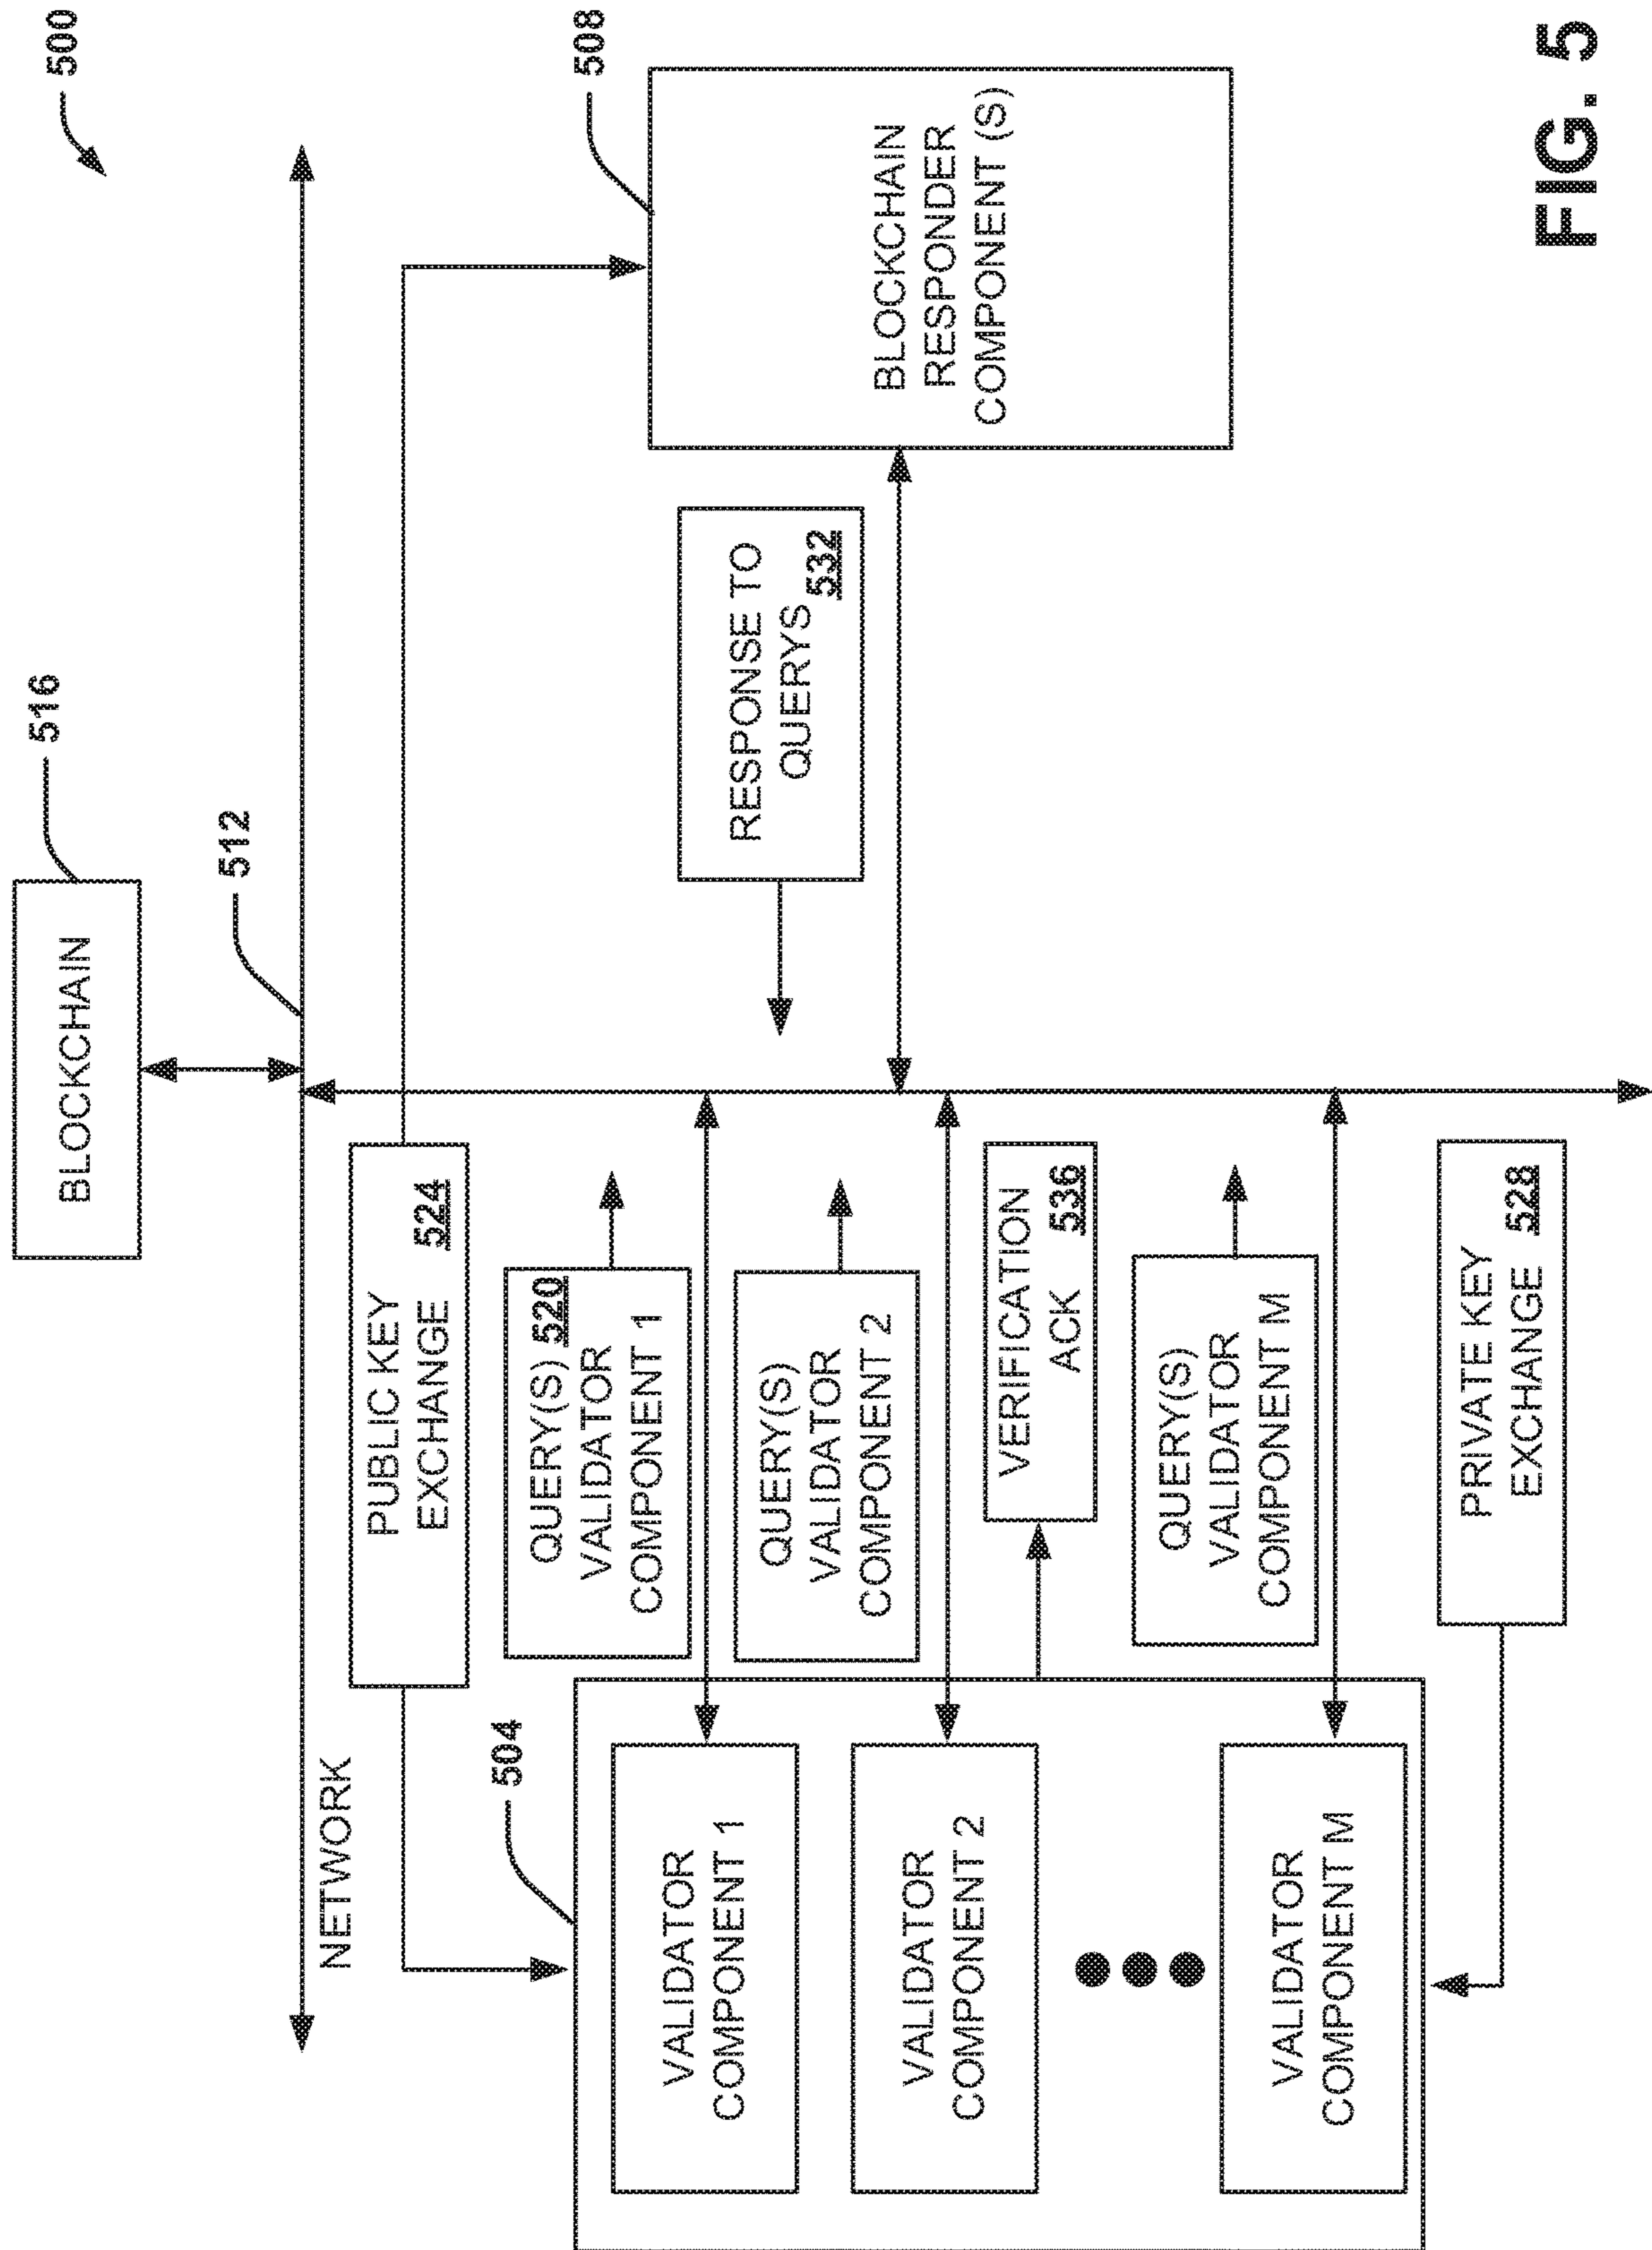 500
516
BLOCKCHAIN
512
NETWORK
PUBLIC KEY
EXCHANGE 524
508
504
QUERY(S) 520
VALIDATOR
COMPONENT 1
VALIDATOR
COMPONENT 1
RESPONSE TO
QUERYS 532
BLOCKCHAIN
RESPONDER
COMPONENT (S)
QUERY(S)
VALIDATOR
COMPONENT 2
VALIDATOR
COMPONENT 2
VERIFICATION
ACK 536
QUERY(S)
VALIDATOR
COMPONENT M
VALIDATOR
COMPONENT M
PRIVATE KEY
EXCHANGE 528
FIG. 5